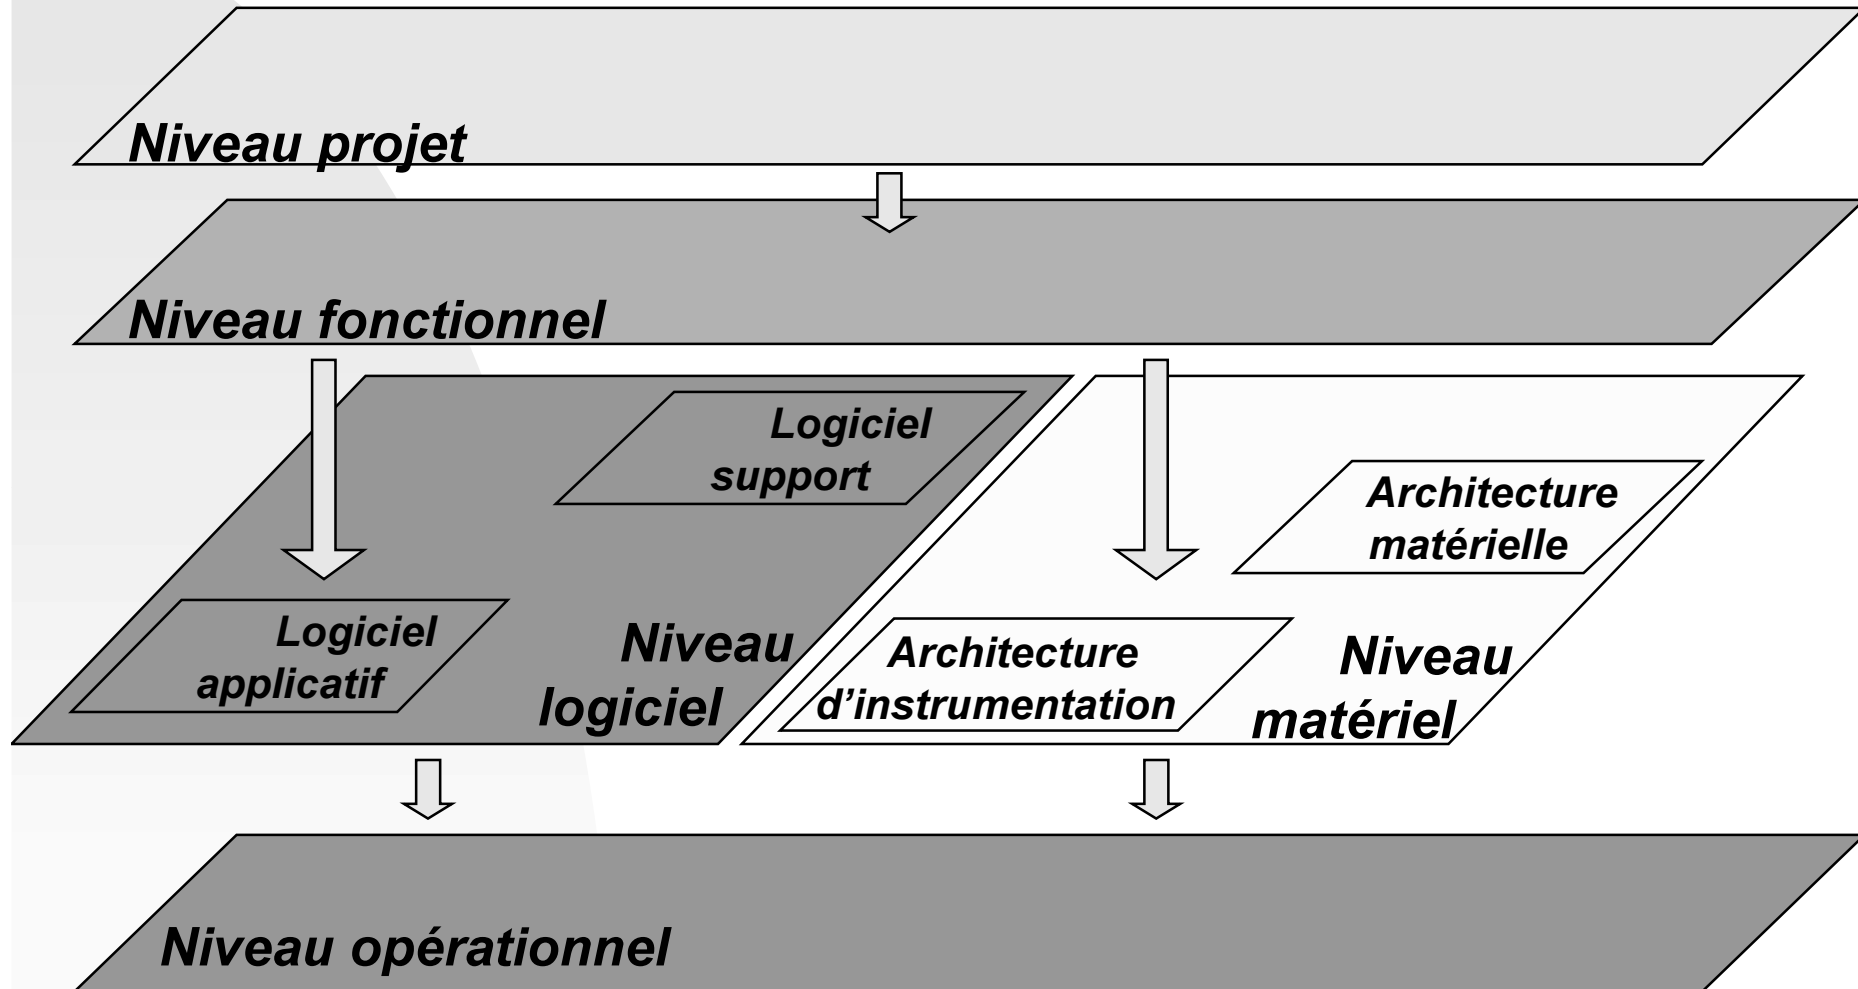 Niveau projet
Niveau fonctionnel
Logiciel
support
Architecture
matérielle
Logiciel
applicatif
Niveau
logiciel
Architecture
d’instrumentation
Niveau
matériel
Niveau opérationnel